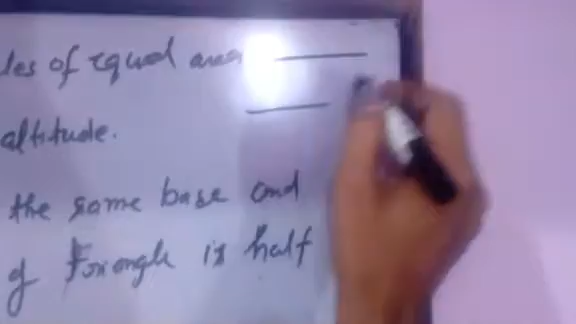 les of equal area
altitude.
the same base and
of Triangle is half